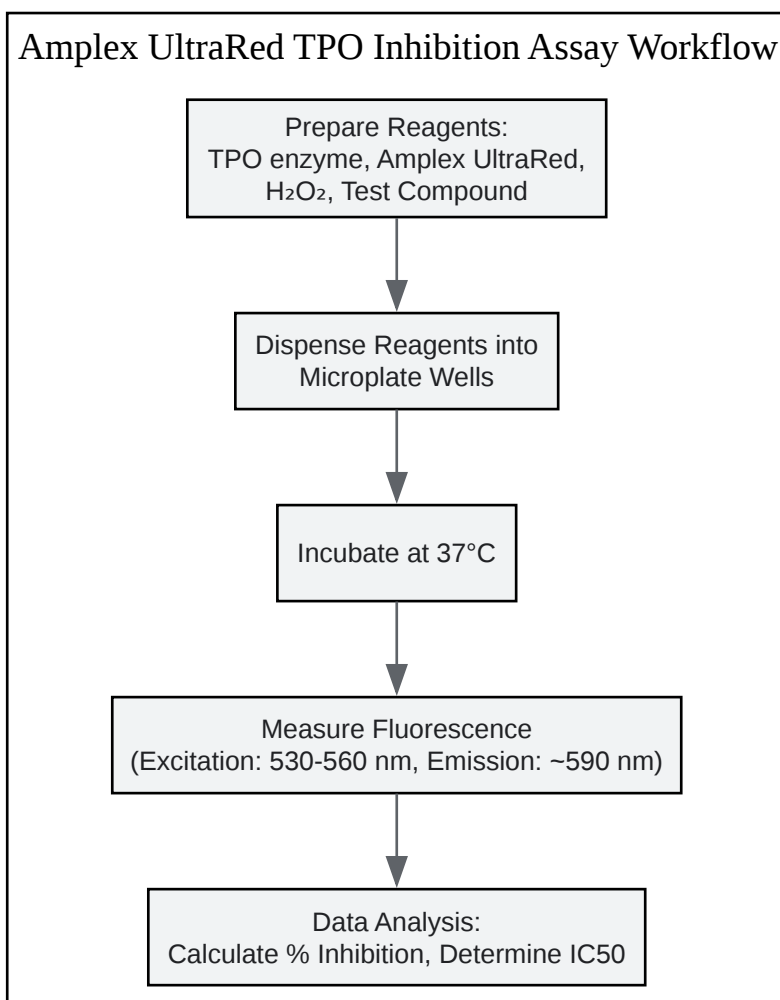 Amplex UltraRed TPO Inhibition Assay Workflow
Prepare Reagents:
TPO enzyme, Amplex UltraRed,
H₂O₂, Test Compound
Dispense Reagents into
Microplate Wells
Incubate at 37°C
Measure Fluorescence
(Excitation: 530-560 nm, Emission: ~590 nm)
Data Analysis:
Calculate % Inhibition, Determine IC50